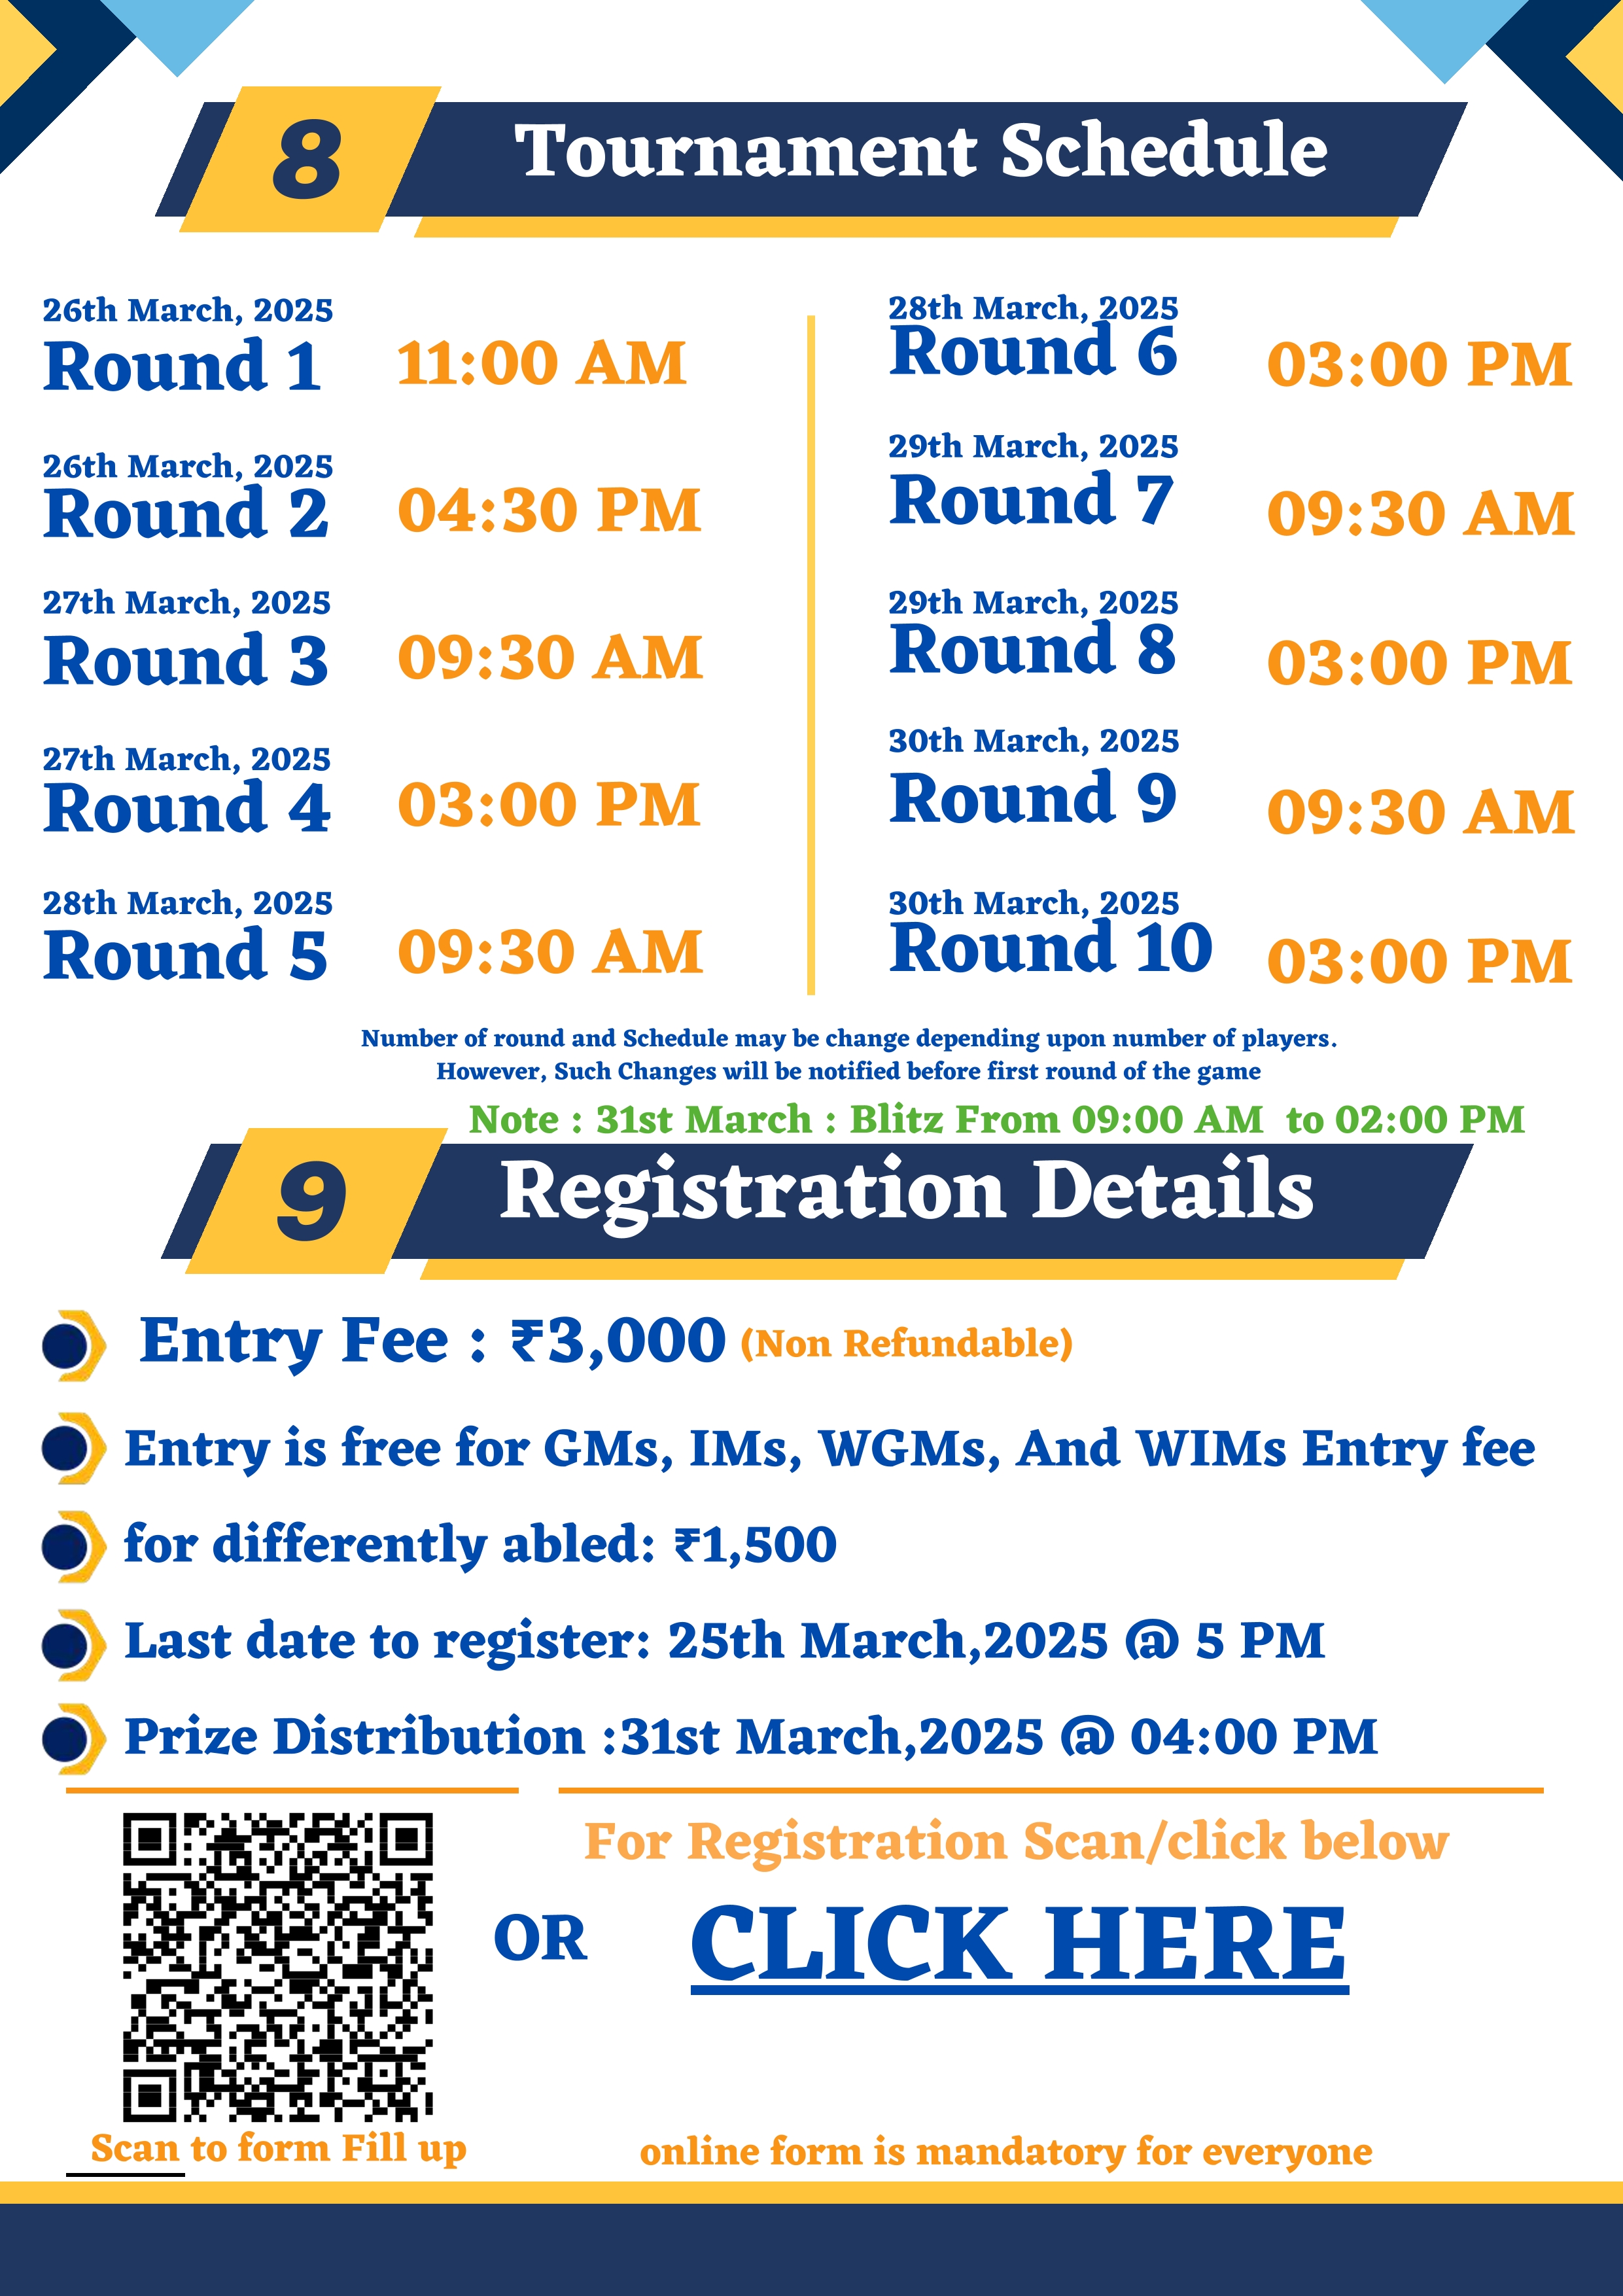 8
Tournament Schedule
26th March, 2025
Round 1 11:00 AM
26th March, 2025
Round 2 04:30 PM
27th March, 2025
Round 3 09:30 AM
27th March, 2025
Round 4 03:00 PM
28th March, 2025
Round 5 09:30 AM
28th March, 2025
Round 6 03:00 PM
29th March, 2025
Round 7 09:30 AM
29th March, 2025
Round 8 03:00 PM
30th March, 2025
Round 9 09:30 AM
30th March, 2025
Round 10 03:00 PM
Number of round and Schedule may be change depending upon number of players.
However, Such Changes will be notified before first round of the game
Note : 31st March : Blitz From 09:00 AM to 02:00 PM
9
Registration Details
Entry Fee : ₹3,000 (Non Refundable)
Entry is free for GMs, IMs, WGMs, And WIMs Entry fee
for differently abled: ₹1,500
Last date to register: 25th March,2025 @ 5 PM
Prize Distribution :31st March,2025 @ 04:00 PM
For Registration Scan/click below
OR CLICK HERE
Scan to form Fill up
online form is mandatory for everyone